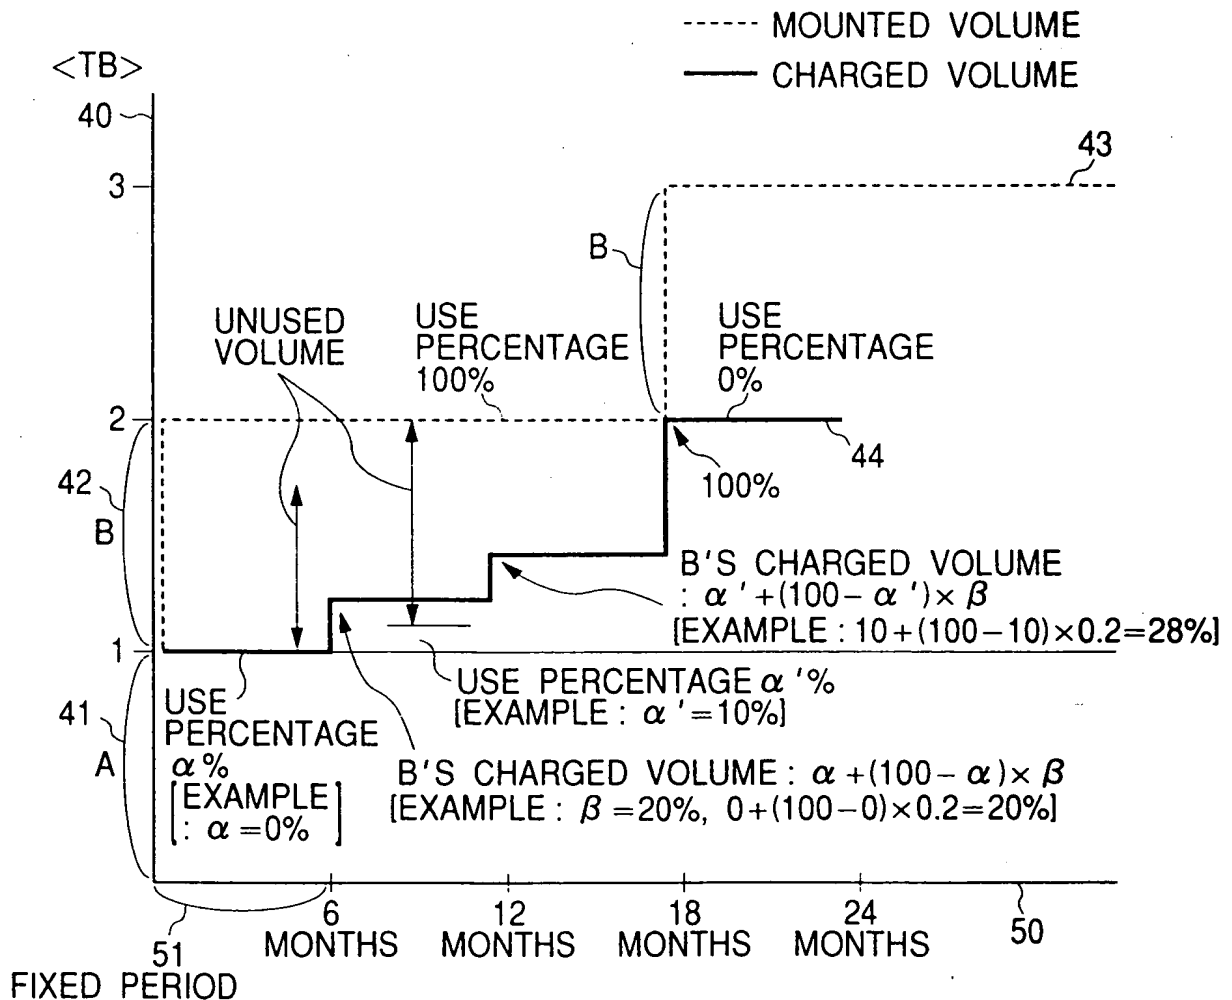 MOUNTED VOLUME
CHARGED VOLUME
<TB>
40
3
43
B
UNUSED
VOLUME
USE
PERCENTAGE
100%
USE
PERCENTAGE
0%
2
42
B
44
100%
B'S CHARGED VOLUME
: α'+(100-α')×β
[EXAMPLE : 10+(100-10)×0.2=28%]
1
41
A
USE
PERCENTAGE
α%
[EXAMPLE
: α=0%]
USE PERCENTAGE α'%
[EXAMPLE : α'=10%]
B'S CHARGED VOLUME : α+(100-α)×β
[EXAMPLE : β=20%, 0+(100-0)×0.2=20%]
6
MONTHS
12
MONTHS
18
MONTHS
24
MONTHS
50
51
FIXED PERIOD